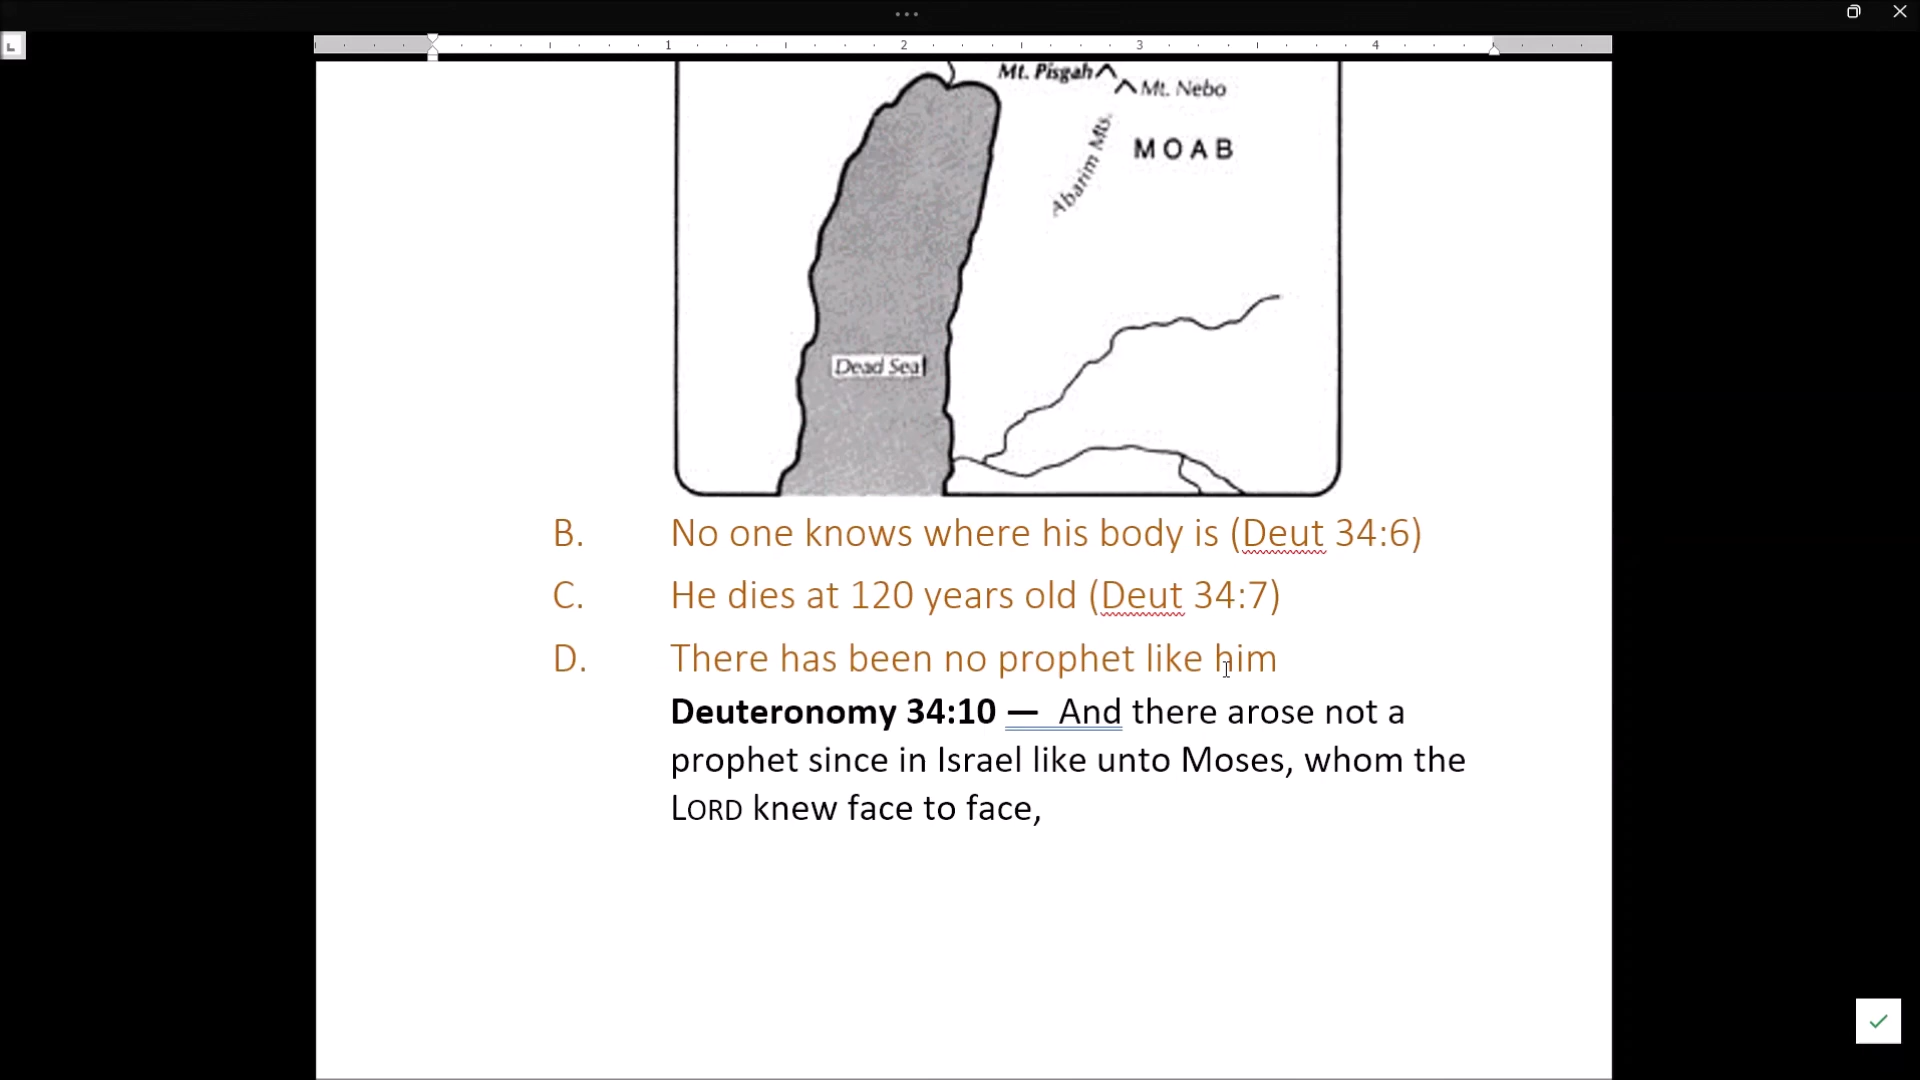 1 2 3 4
Mt. Pisgah
Mt. Nebo
Abarim Mts.
MOAB
Dead Sea
B. No one knows where his body is (Deut 34:6)
C. He dies at 120 years old (Deut 34:7)
D. There has been no prophet like him
Deuteronomy 34:10 — And there arose not a
prophet since in Israel like unto Moses, whom the
LORD knew face to face,